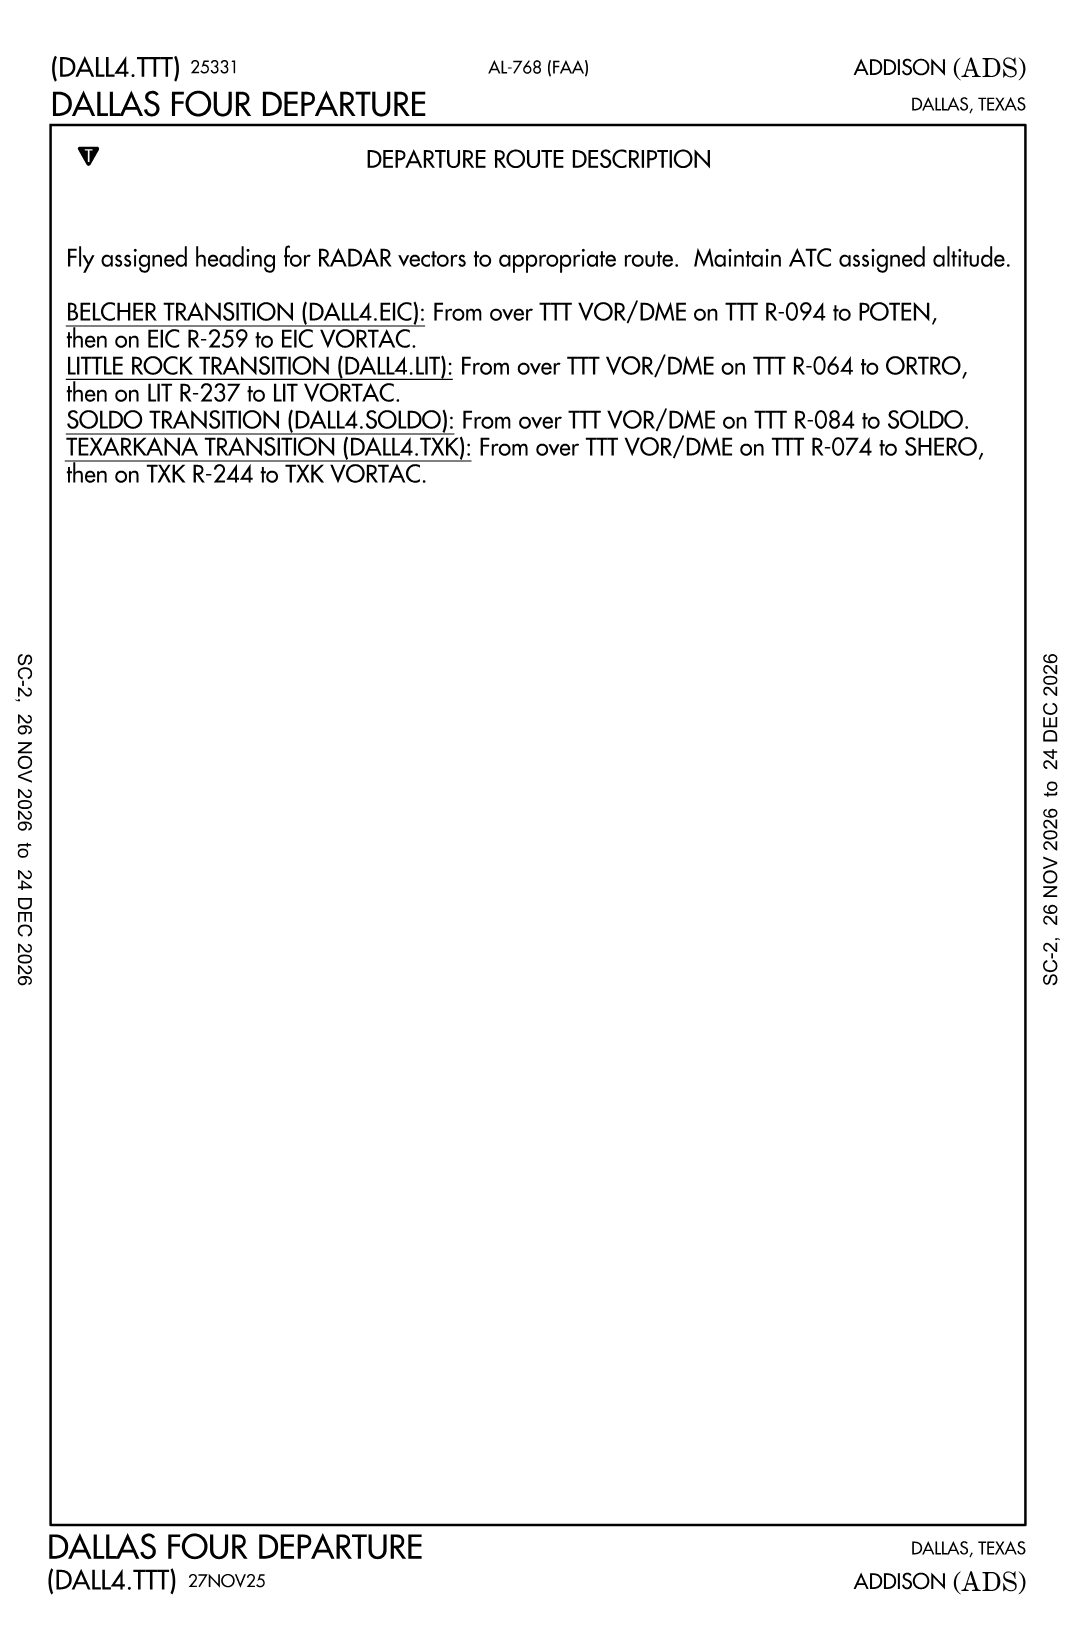 (DALL4.TTT) 25331 AL-768 (FAA) ADDISON (ADS)
DALLAS FOUR DEPARTURE DALLAS, TEXAS
T DEPARTURE ROUTE DESCRIPTION
Fly assigned heading for RADAR vectors to appropriate route. Maintain ATC assigned altitude.
BELCHER TRANSITION (DALL4.EIC): From over TTT VOR/DME on TTT R-094 to POTEN,
then on EIC R-259 to EIC VORTAC.
LITTLE ROCK TRANSITION (DALL4.LIT): From over TTT VOR/DME on TTT R-064 to ORTRO,
then on LIT R-237 to LIT VORTAC.
SOLDO TRANSITION (DALL4.SOLDO): From over TTT VOR/DME on TTT R-084 to SOLDO.
TEXARKANA TRANSITION (DALL4.TXK): From over TTT VOR/DME on TTT R-074 to SHERO,
then on TXK R-244 to TXK VORTAC.
SC-2, 26 NOV 2026 to 24 DEC 2026
SC-2, 26 NOV 2026 to 24 DEC 2026
DALLAS FOUR DEPARTURE DALLAS, TEXAS
(DALL4.TTT) 27NOV25 ADDISON (ADS)